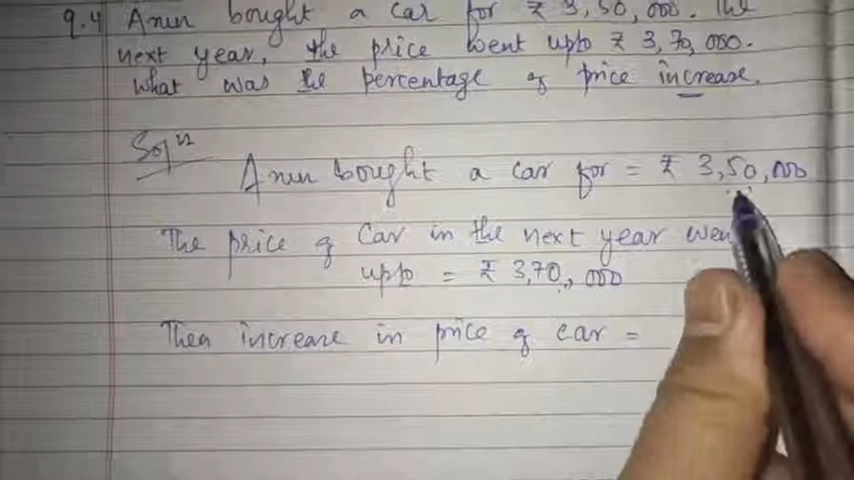 Q.4 Arun bought a car for ₹ 3,50,000. The
next year, the price went upto ₹ 3,70,000.
What was the percentage of price increase.
Solⁿ
Arun bought a car for = ₹ 3,50,000
The price of Car in the next year wen
upto = ₹ 3,70,000
Then increase in price of car =